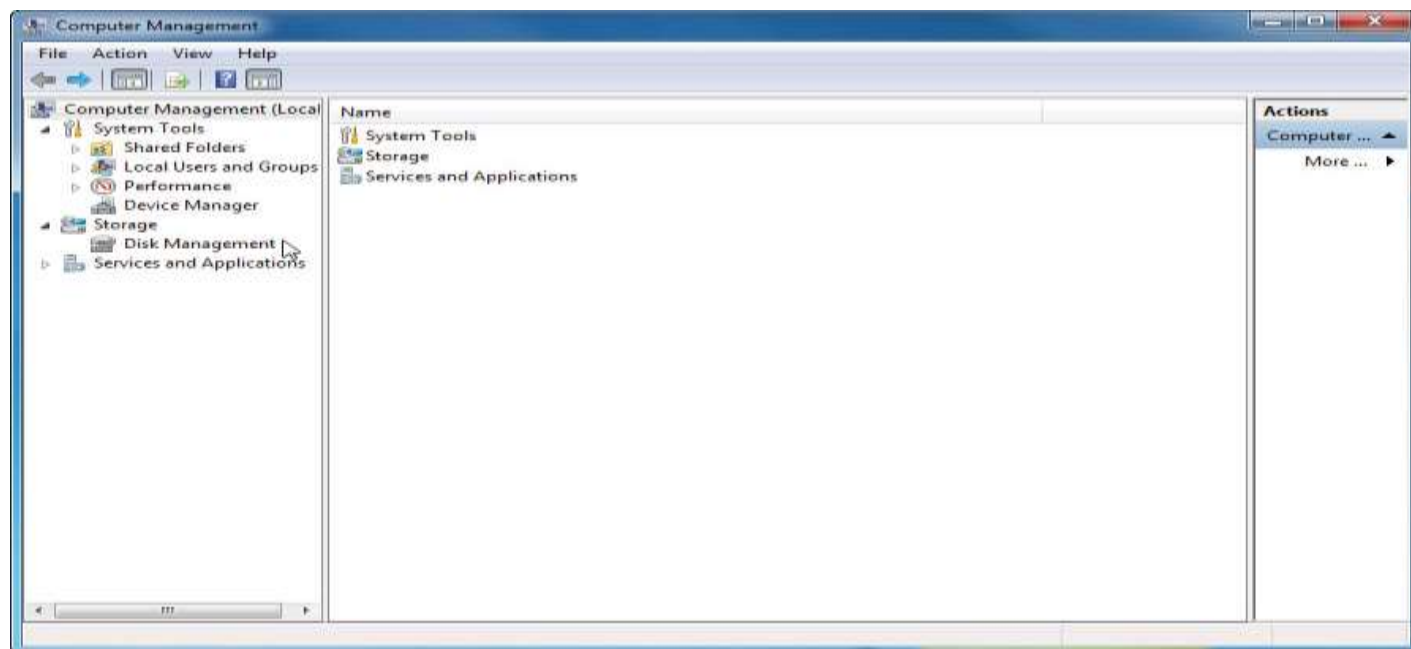 Computer Management
File Action View Help
Computer Management (Local
System Tools
Shared Folders
Local Users and Groups
Performance
Device Manager
Storage
Disk Management
Services and Applications
Name
System Tools
Storage
Services and Applications
Actions
Computer ...
More ...